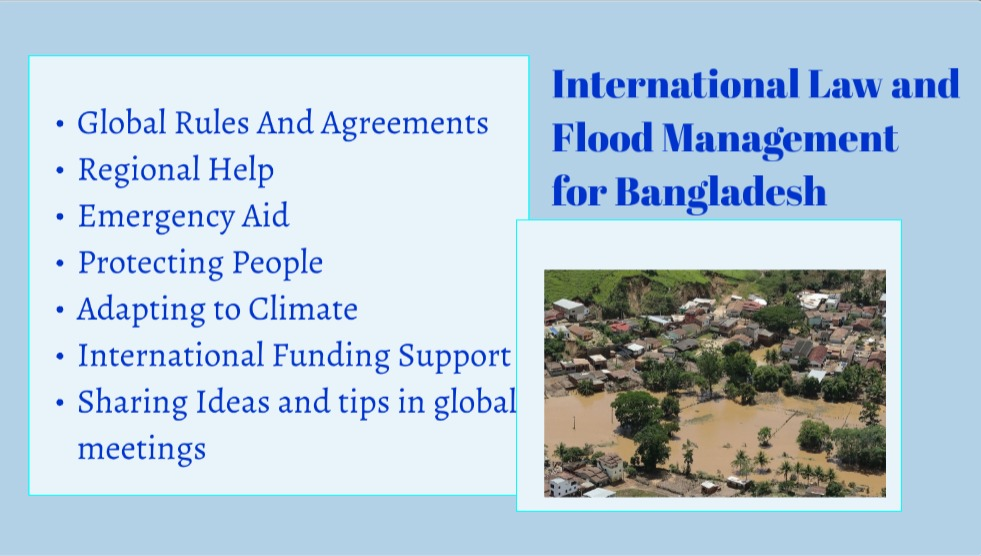 International Law and
Flood Management
for Bangladesh
• Global Rules And Agreements
• Regional Help
• Emergency Aid
• Protecting People
• Adapting to Climate
• International Funding Support
• Sharing Ideas and tips in global
meetings